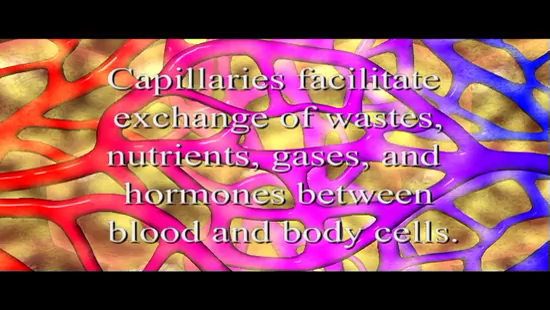 Capillaries facilitate
exchange of wastes,
nutrients, gases, and
hormones between
blood and body cells.